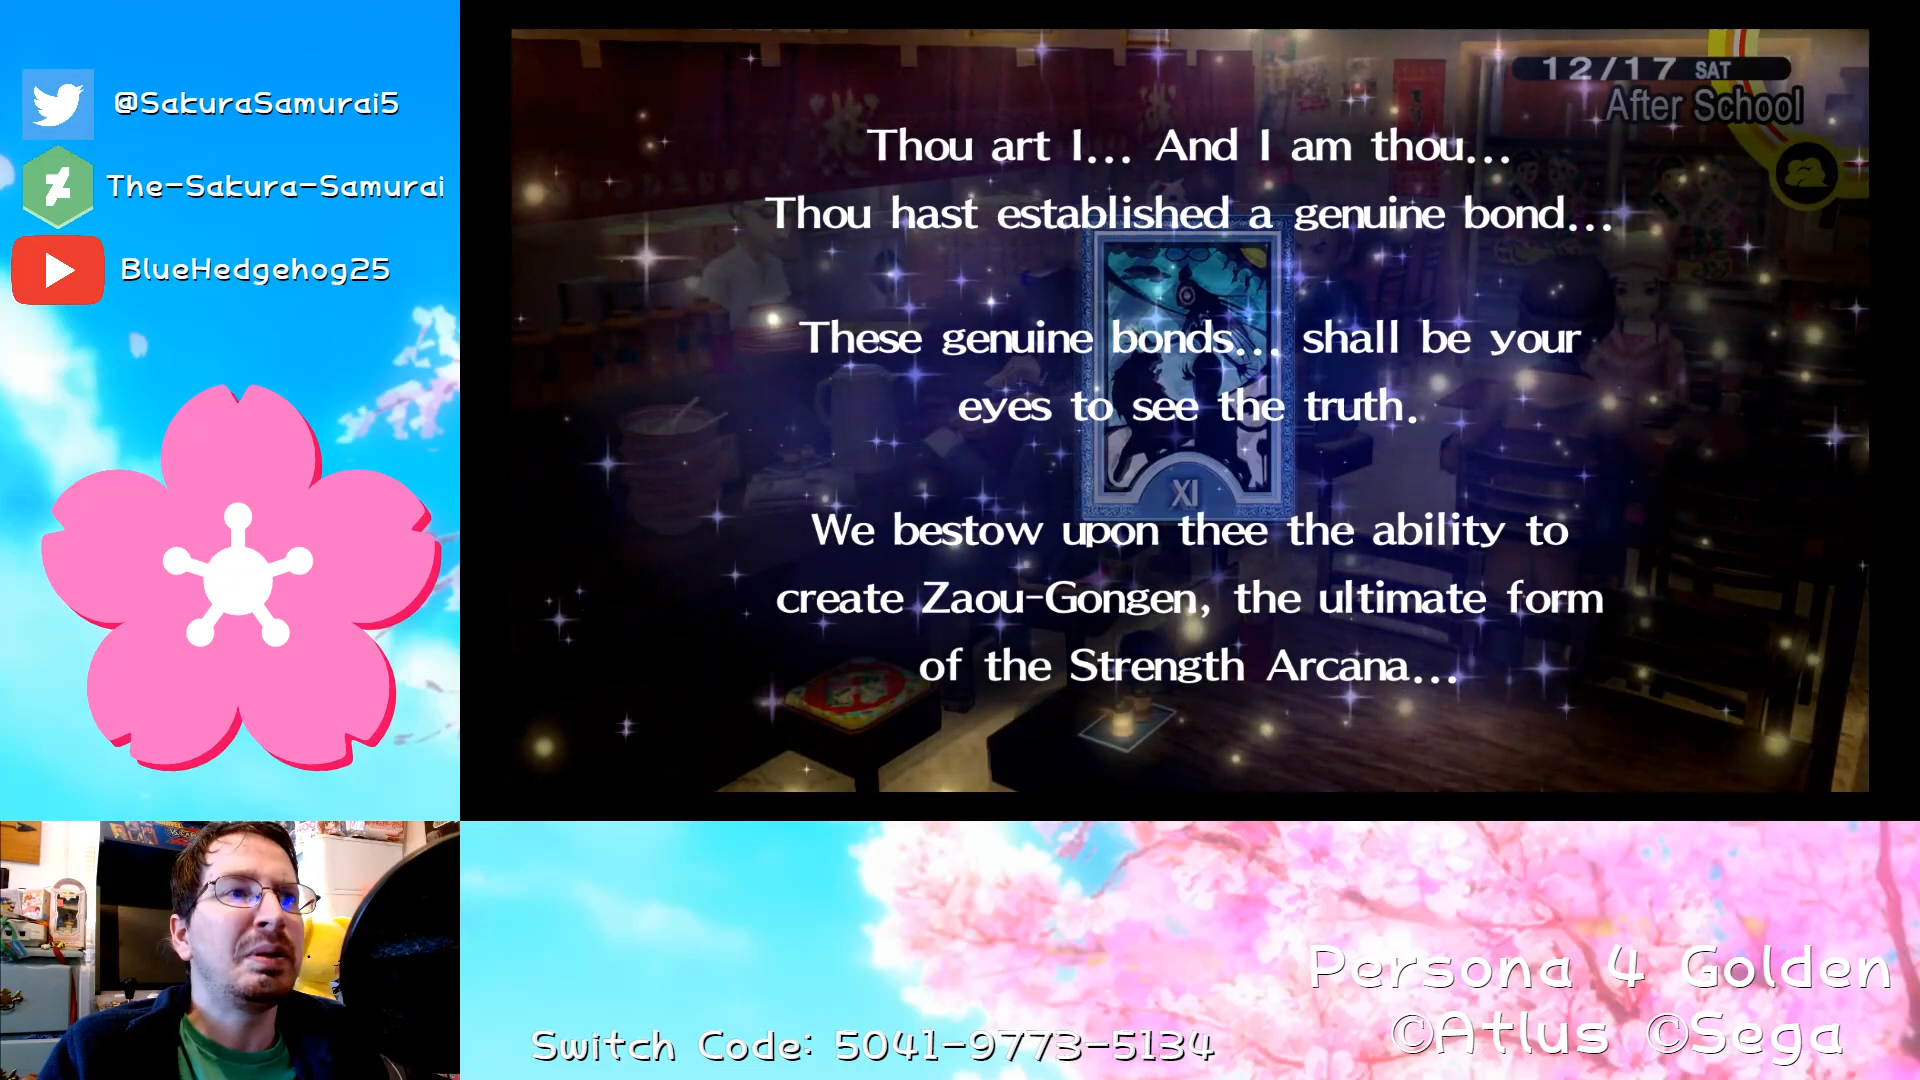 @SakuraSamurai5
The-Sakura-Samurai
BlueHedgehog25
12/17 SAT
After School
Thou art I... And I am thou...
Thou hast established a genuine bond...
These genuine bonds... shall be your
eyes to see the truth.
XI
We bestow upon thee the ability to
create Zaou-Gongen, the ultimate form
of the Strength Arcana...
Persona 4 Golden
©Atlus ©Sega
Switch Code: 5041-9773-5134